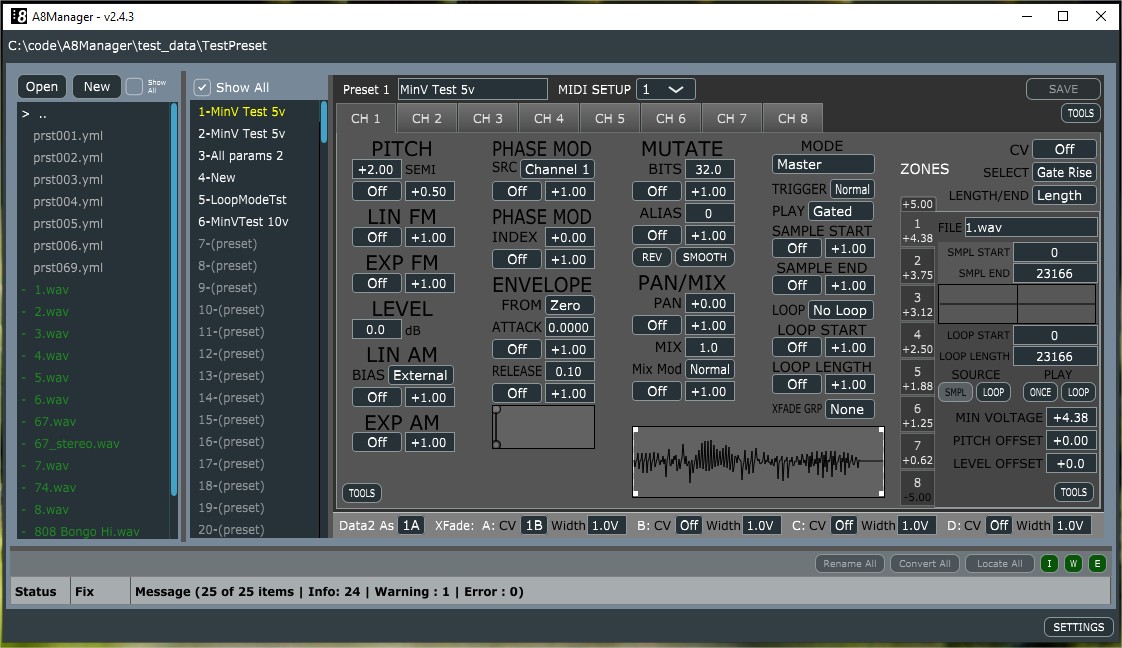 A8Manager - v2.4.3
C:\code\A8Manager\test_data\TestPreset
Open New Show All
> ..
prst001.yml
prst002.yml
prst003.yml
prst004.yml
prst005.yml
prst006.yml
prst069.yml
- 1.wav
- 2.wav
- 3.wav
- 4.wav
- 5.wav
- 6.wav
- 67.wav
- 67_stereo.wav
- 7.wav
- 74.wav
- 8.wav
- 808 Bongo Hi.wav
Show All
1-MinV Test 5v
2-MinV Test 5v
3-All params 2
4-New
5-LoopModeTst
6-MinVTest 10v
7-(preset)
8-(preset)
9-(preset)
10-(preset)
11-(preset)
12-(preset)
13-(preset)
14-(preset)
15-(preset)
16-(preset)
17-(preset)
18-(preset)
19-(preset)
20-(preset)
Preset 1 MinV Test 5v MIDI SETUP 1 SAVE
CH 1 CH 2 CH 3 CH 4 CH 5 CH 6 CH 7 CH 8 TOOLS
PITCH
+2.00 SEMI
Off +0.50
LIN FM
Off +1.00
EXP FM
Off +1.00
LEVEL
0.0 dB
LIN AM
BIAS External
Off +1.00
EXP AM
Off +1.00
TOOLS
PHASE MOD
SRC Channel 1
Off +1.00
PHASE MOD
INDEX +0.00
Off +1.00
ENVELOPE
FROM Zero
ATTACK 0.0000
Off +1.00
RELEASE 0.10
Off +1.00
MUTATE
BITS 32.0
Off +1.00
ALIAS 0
Off +1.00
REV SMOOTH
PAN/MIX
PAN +0.00
Off +1.00
MIX 1.0
Mix Mod Normal
Off +1.00
MODE
Master
TRIGGER Normal
PLAY Gated
SAMPLE START
Off +1.00
SAMPLE END
Off +1.00
LOOP No Loop
LOOP START
Off +1.00
LOOP LENGTH
Off +1.00
XFADE GRP None
ZONES
+5.00
1
+4.38
2
+3.75
3
+3.12
4
+2.50
5
+1.88
6
+1.25
7
+0.62
8
-5.00
CV Off
SELECT Gate Rise
LENGTH/END Length
FILE 1.wav
SMPL START 0
SMPL END 23166
LOOP START 0
LOOP LENGTH 23166
SOURCE PLAY
SMPL LOOP ONCE LOOP
MIN VOLTAGE +4.38
PITCH OFFSET +0.00
LEVEL OFFSET +0.0
TOOLS
Data2 As 1A XFade: A: CV 1B Width 1.0V B: CV Off Width 1.0V C: CV Off Width 1.0V D: CV Off Width 1.0V
Rename All Convert All Locate All I W E
Status Fix Message (25 of 25 items | Info: 24 | Warning : 1 | Error : 0)
SETTINGS